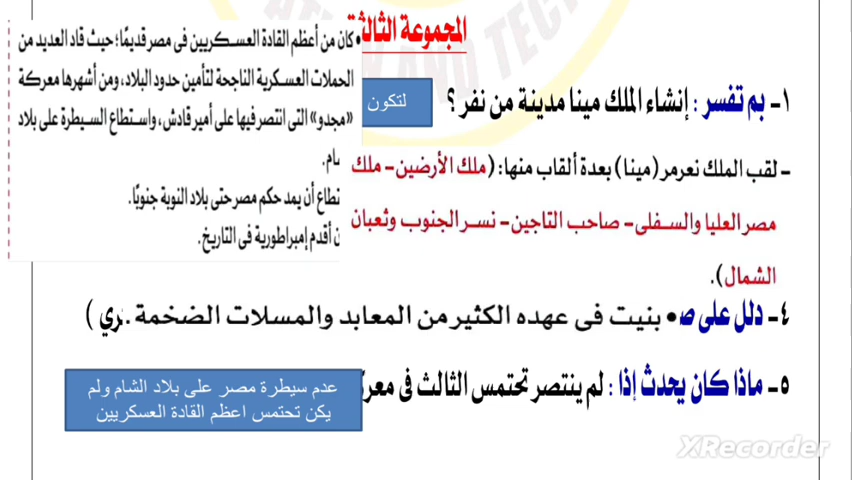 المجموعة الثالثة
• كان من أعظم القادة العسكريين فى مصر قديمًا؛ حيث قاد العديد من
الحملات العسكرية الناجحة لتأمين حدود البلاد، ومن أشهرها معركة
«مجدو» التى انتصر فيها على أمير قادش، واستطاع السيطرة على بلاد
شام.
تطاع أن يمد حكم مصر حتى بلاد النوبة جنوبًا.
ن أقدم إمبراطورية فى التاريخ.
١- بم تفسر : إنشاء الملك مينا مدينة من نفر ؟
لتكون
- لقب الملك نعرمر (مينا) بعدة ألقاب منها: (ملك الأرضين- ملك
مصر العليا والسفلى- صاحب التاجين- نسر الجنوب وثعبان
الشمال).
٤- دلل على ص • بنيت فى عهده الكثير من المعابد والمسلات الضخمة .ري )
٥- ماذا كان يحدث إذا : لم ينتصر تحتمس الثالث فى معرك
عدم سيطرة مصر على بلاد الشام ولم
يكن تحتمس اعظم القادة العسكريين
XRecorder